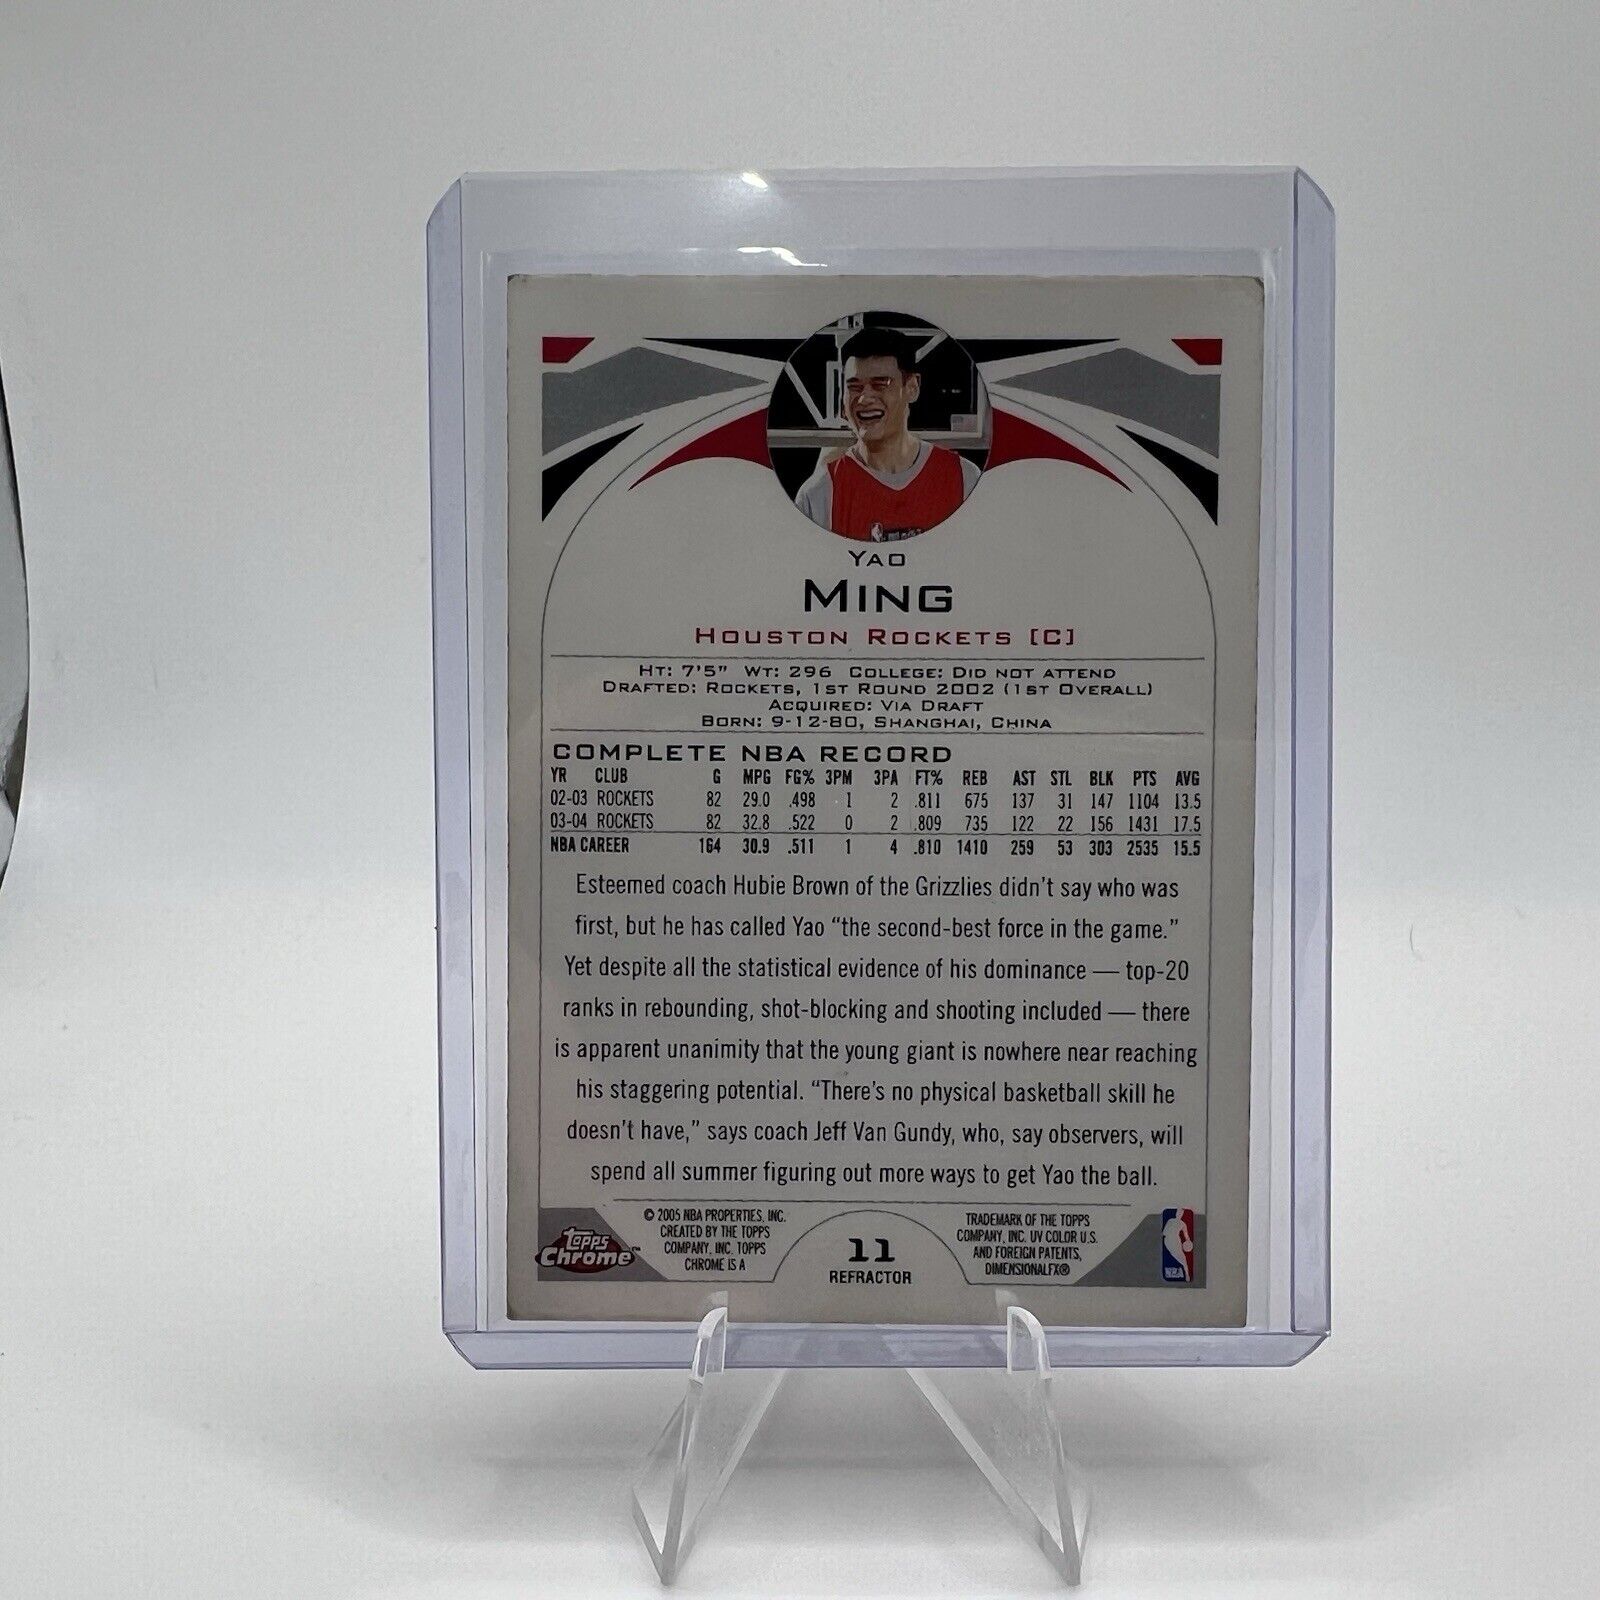 YAO
MING
HOUSTON ROCKETS [C]
HT: 7'5" WT: 296 COLLEGE: DID NOT ATTEND
DRAFTED: ROCKETS, 1ST ROUND 2002 (1ST OVERALL)
ACQUIRED: VIA DRAFT
BORN: 9-12-80, SHANGHAI, CHINA
COMPLETE NBA RECORD
YR CLUB G MPG FG% 3PM 3PA FT% REB AST STL BLK PTS AVG
02-03 ROCKETS 82 29.0 .498 1 2 .811 675 137 31 147 1104 13.5
03-04 ROCKETS 82 32.8 .522 0 2 .809 735 122 22 156 1431 17.5
NBA CAREER 164 30.9 .511 1 4 .810 1410 259 53 303 2535 15.5
Esteemed coach Hubie Brown of the Grizzlies didn't say who was
first, but he has called Yao “the second-best force in the game.”
Yet despite all the statistical evidence of his dominance — top-20
ranks in rebounding, shot-blocking and shooting included — there
is apparent unanimity that the young giant is nowhere near reaching
his staggering potential. “There's no physical basketball skill he
doesn't have,” says coach Jeff Van Gundy, who, say observers, will
spend all summer figuring out more ways to get Yao the ball.
topps
Chrome™
© 2005 NBA PROPERTIES, INC.
CREATED BY THE TOPPS
COMPANY, INC. TOPPS
CHROME IS A
11
REFRACTOR
TRADEMARK OF THE TOPPS
COMPANY, INC. UV COLOR U.S.
AND FOREIGN PATENTS,
DIMENSIONALFX®
NBA